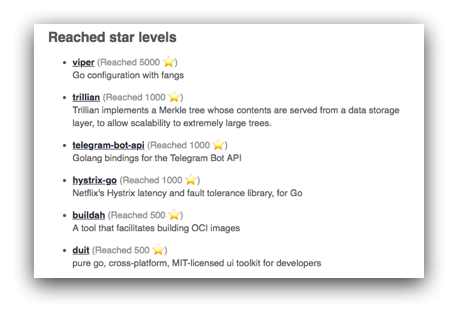 Reached star levels
viper (Reached 5000 ⭐)
Go configuration with fangs
trillian (Reached 1000 ⭐)
Trillian implements a Merkle tree whose contents are served from a data storage
layer, to allow scalability to extremely large trees.
telegram-bot-api (Reached 1000 ⭐)
Golang bindings for the Telegram Bot API
hystrix-go (Reached 1000 ⭐)
Netflix's Hystrix latency and fault tolerance library, for Go
buildah (Reached 500 ⭐)
A tool that facilitates building OCI images
duit (Reached 500 ⭐)
pure go, cross-platform, MIT-licensed ui toolkit for developers